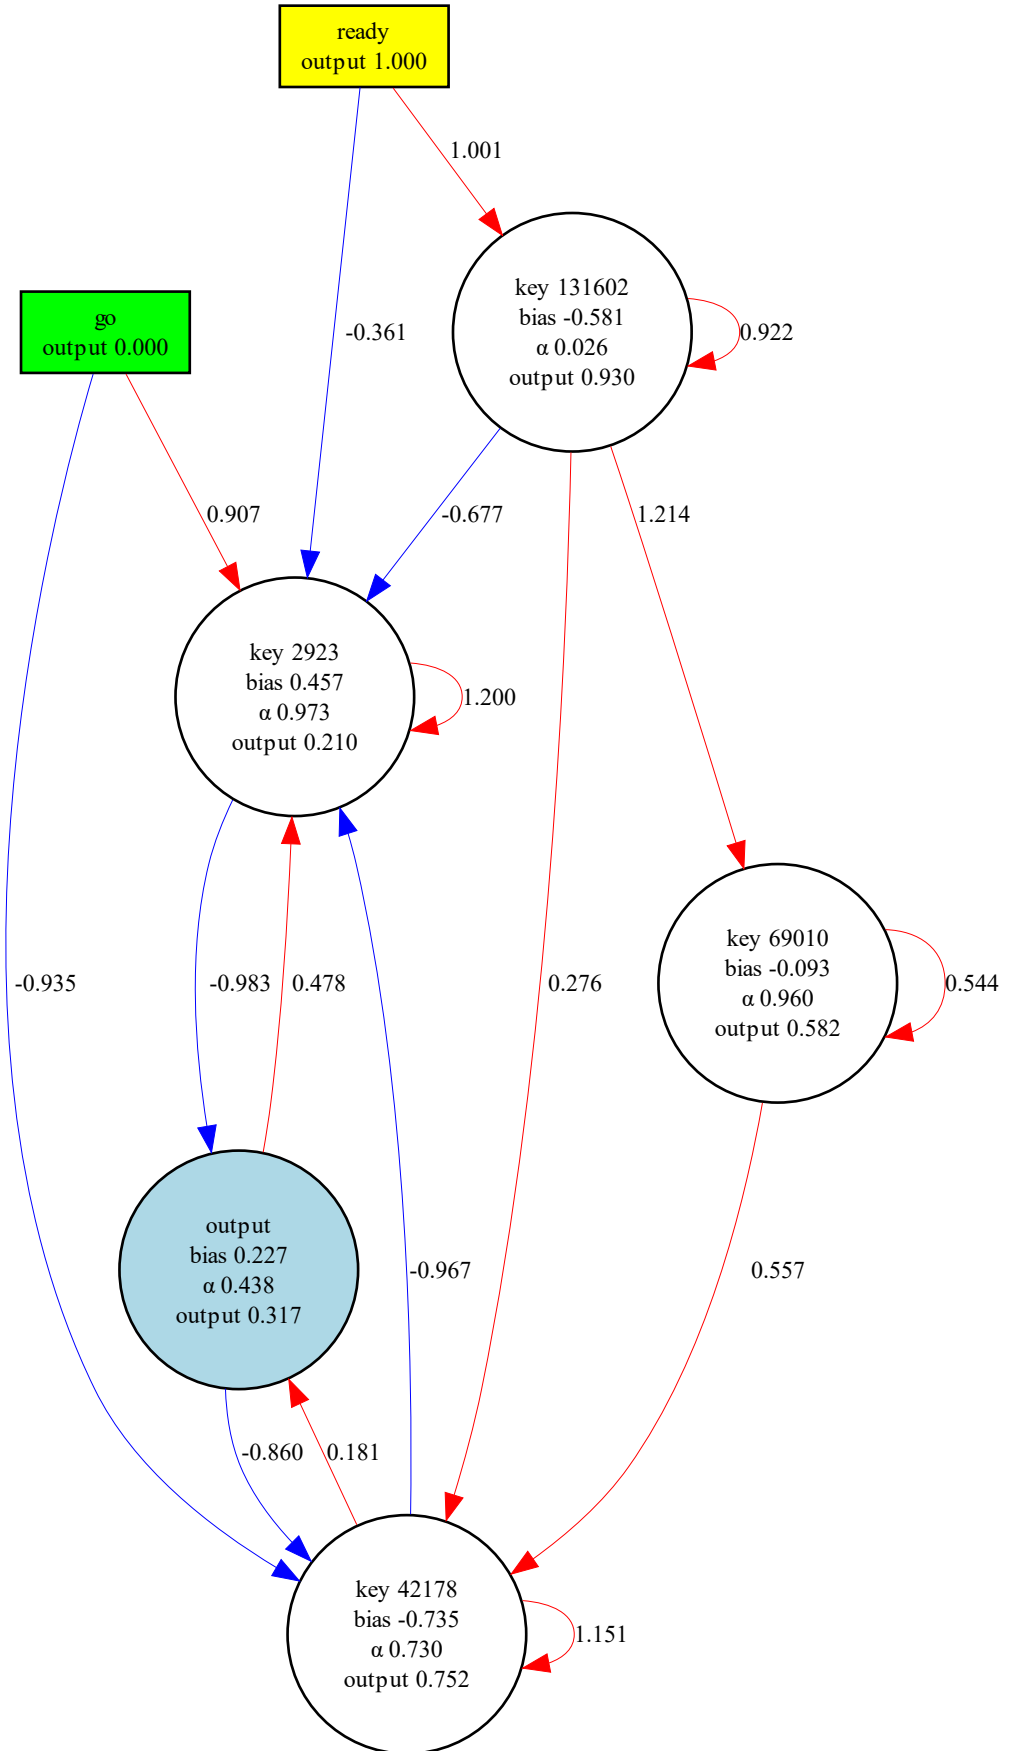 ready
output 1.000
1.001
key 131602
bias -0.581
α 0.026
output 0.930
0.922
go
output 0.000
-0.361
0.907
-0.677
1.214
key 2923
bias 0.457
α 0.973
output 0.210
1.200
key 69010
bias -0.093
α 0.960
output 0.582
0.544
-0.935
-0.983
0.478
0.276
output
bias 0.227
α 0.438
output 0.317
-0.967
0.557
-0.860
0.181
key 42178
bias -0.735
α 0.730
output 0.752
1.151